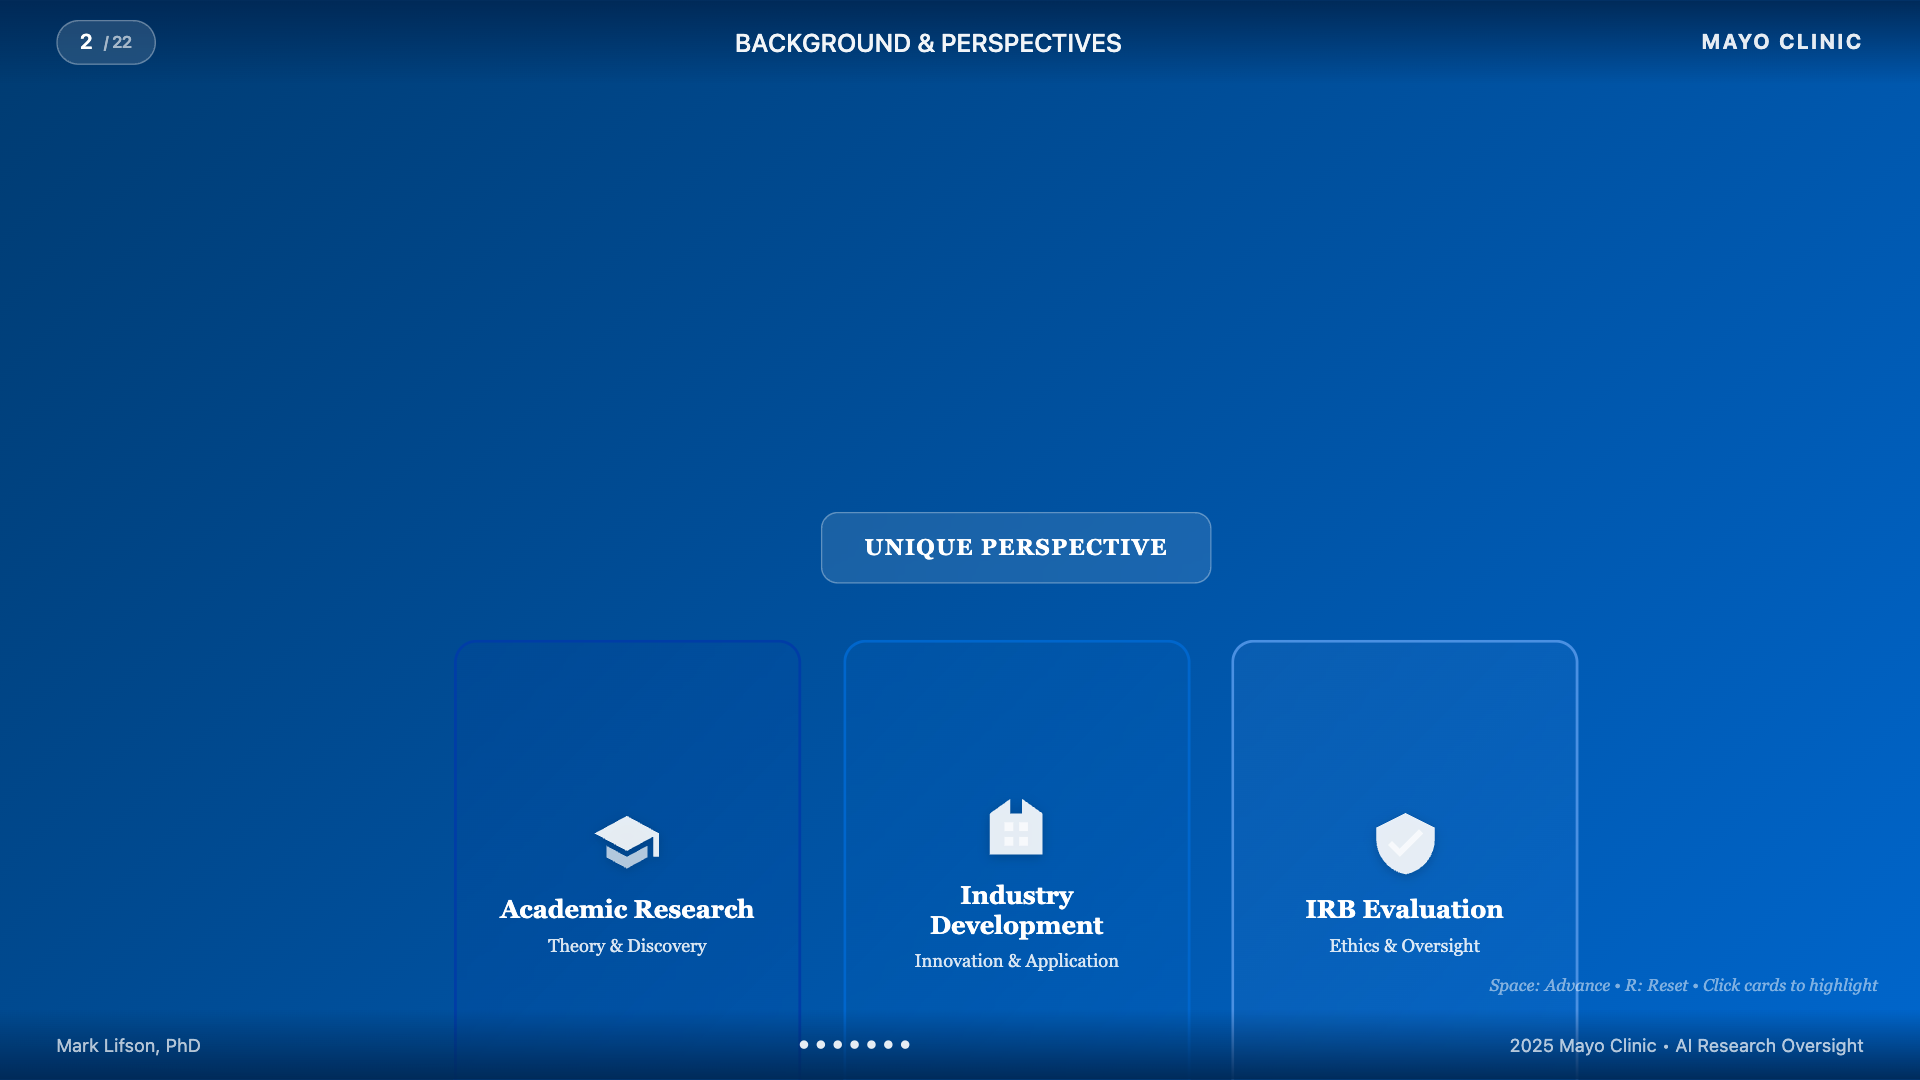 2 / 22
BACKGROUND & PERSPECTIVES
MAYO CLINIC
UNIQUE PERSPECTIVE
Academic Research
Theory & Discovery
Industry
Development
Innovation & Application
IRB Evaluation
Ethics & Oversight
Space: Advance • R: Reset • Click cards to highlight
Mark Lifson, PhD
2025 Mayo Clinic • AI Research Oversight